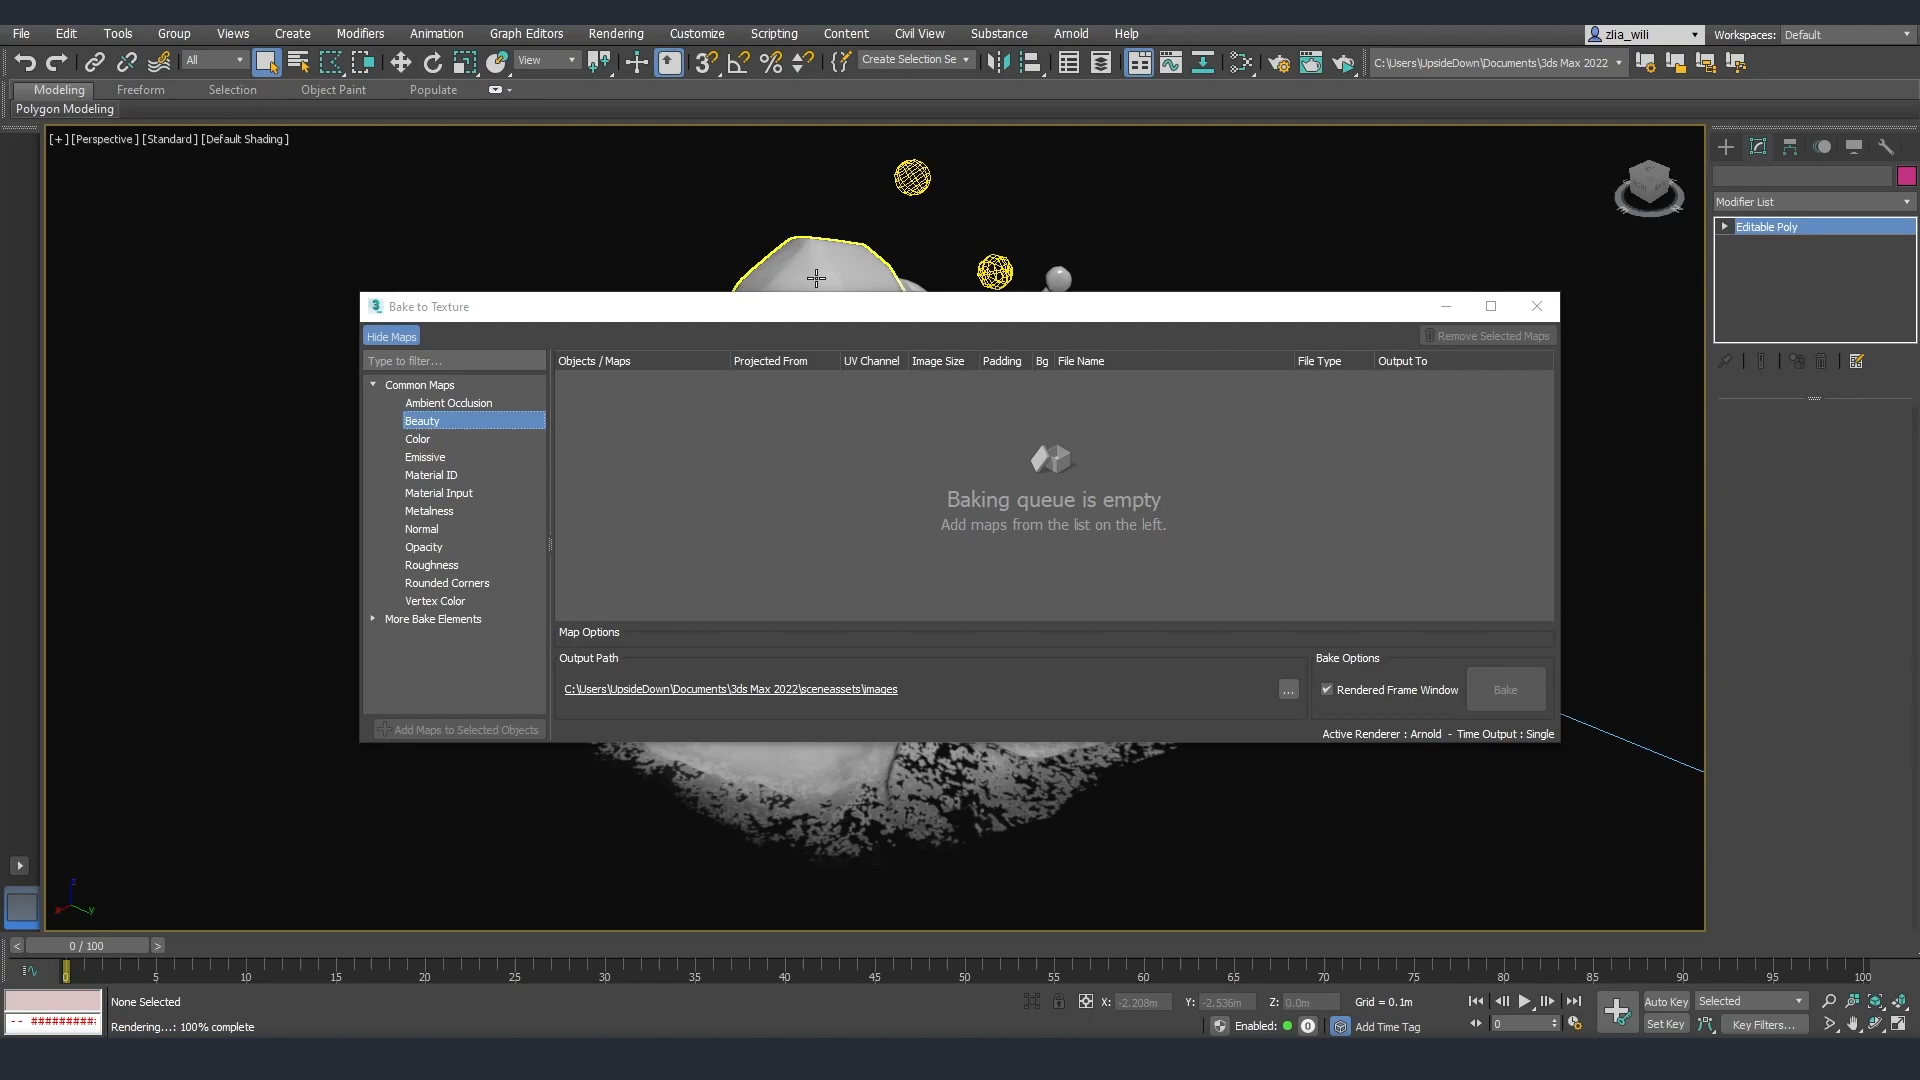 File Edit Tools Group Views Create Modifiers Animation Graph Editors Rendering Customize Scripting Content Civil View Substance Arnold Help zlia_wili Workspaces: Default
All View Create Selection Se C:\Users\UpsideDown\Documents\3ds Max 2022
Modeling Freeform Selection Object Paint Populate
Polygon Modeling
[+] [Perspective] [Standard] [Default Shading]
Modifier List
Editable Poly
3 Bake to Texture
Hide Maps Remove Selected Maps
Type to filter... Objects / Maps Projected From UV Channel Image Size Padding Bg File Name File Type Output To
Common Maps
Ambient Occlusion
Beauty
Color
Emissive
Material ID
Material Input
Metalness
Normal
Opacity
Roughness
Rounded Corners
Vertex Color
More Bake Elements
Baking queue is empty
Add maps from the list on the left.
Map Options
Output Path Bake Options
C:\Users\UpsideDown\Documents\3ds Max 2022\sceneassets\images ... Rendered Frame Window Bake
Add Maps to Selected Objects Active Renderer : Arnold - Time Output : Single
z
x y
< 0 / 100 >
0 5 10 15 20 25 30 35 40 45 50 55 60 65 70 75 80 85 90 95 100
None Selected X: -2.208m Y: -2.536m Z: 0.0m Grid = 0.1m Auto Key Selected
-- ######### Rendering...: 100% complete Enabled: 0 Add Time Tag 0 Set Key Key Filters...